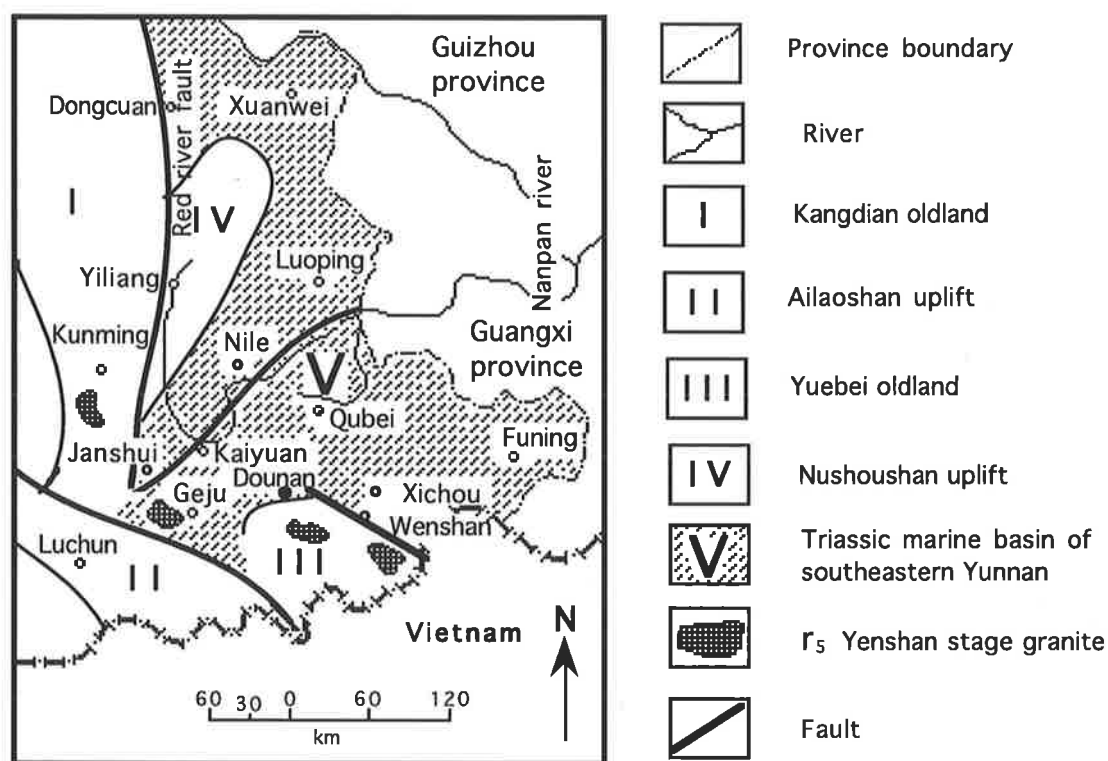 Guizhou
province
Dongcuan
Xuanwei
Red river fault
I
IV
Nanpan river
Yiliang
Luoping
Kunming
Nile
Guangxi
province
V
Qubei
Janshui
Kaiyuan
Funing
Dounan
Geju
Xichou
Wenshan
Luchun
II
III
Vietnam
N
60 30 0 60 120
km
Province boundary
River
I
Kangdian oldland
II
Ailaoshan uplift
III
Yuebei oldland
IV
Nushoushan uplift
V
Triassic marine basin of
southeastern Yunnan
r5 Yenshan stage granite
Fault